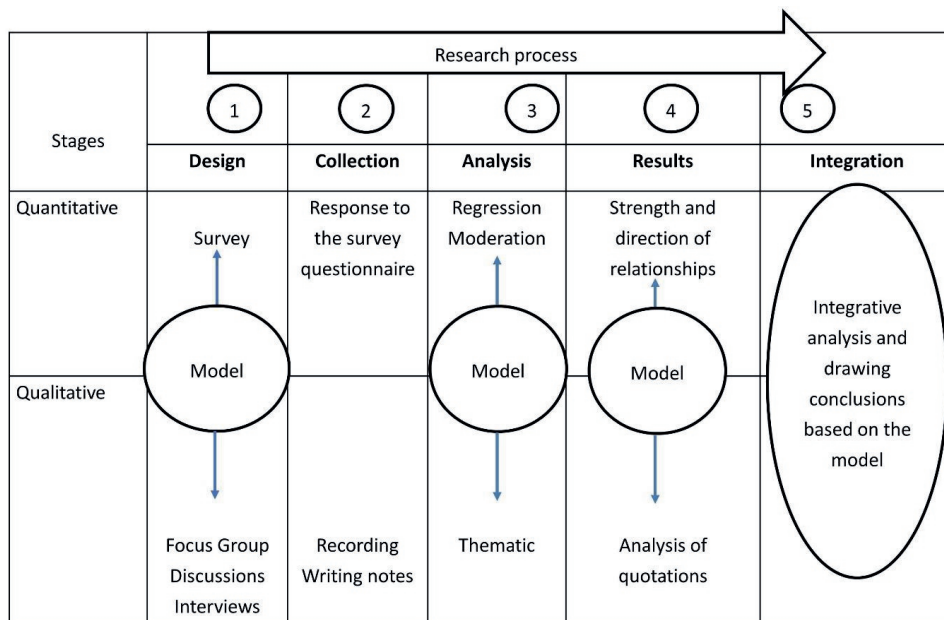 Research process
Stages
1
2
3
4
5
Design
Collection
Analysis
Results
Integration
Quantitative
Survey
Response to
the survey
questionnaire
Regression
Moderation
Strength and
direction of
relationships
Model
Model
Model
Integrative
analysis and
drawing
conclusions
based on the
model
Qualitative
Focus Group
Discussions
Interviews
Recording
Writing notes
Thematic
Analysis of
quotations